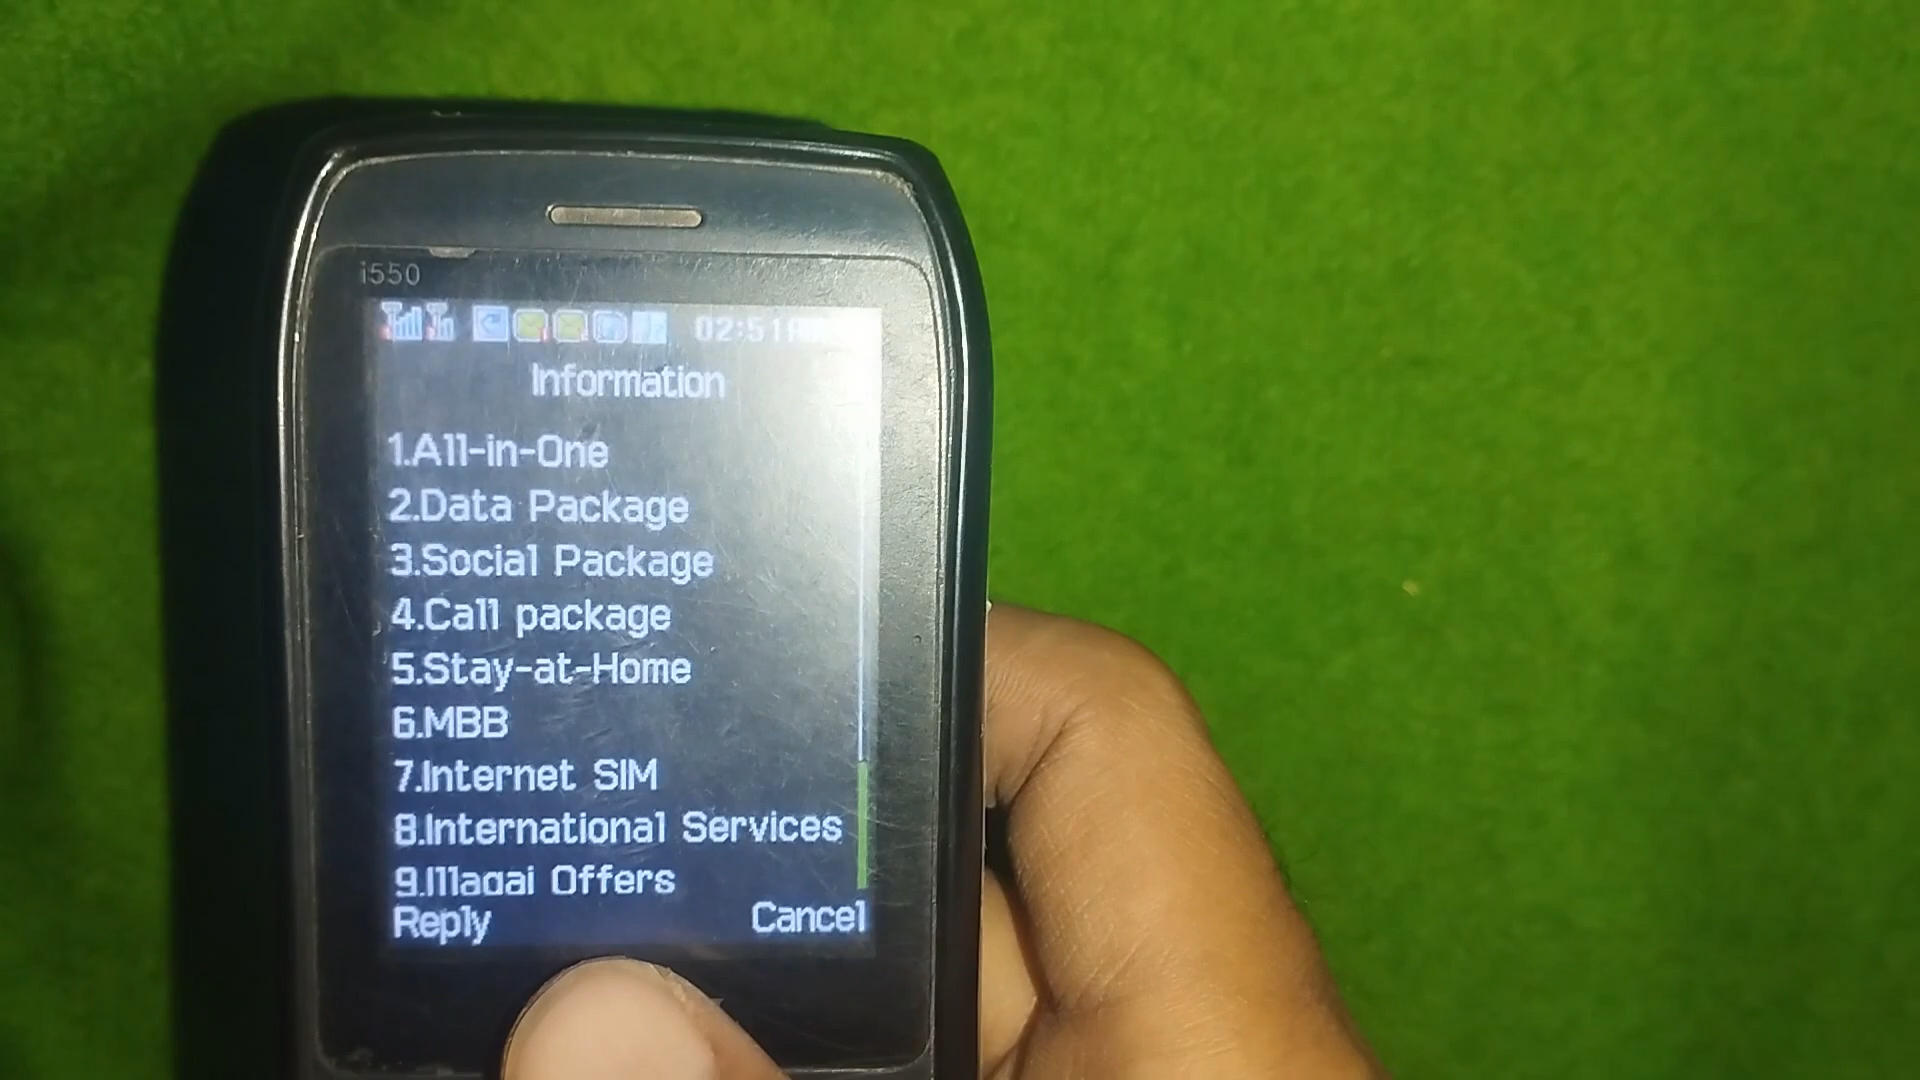 i550
02:51
Information
1.All-in-One
2.Data Package
3.Social Package
4.Call package
5.Stay-at-Home
6.MBB
7.Internet SIM
8.International Services
9.Illaqai Offers
Reply
Cancel